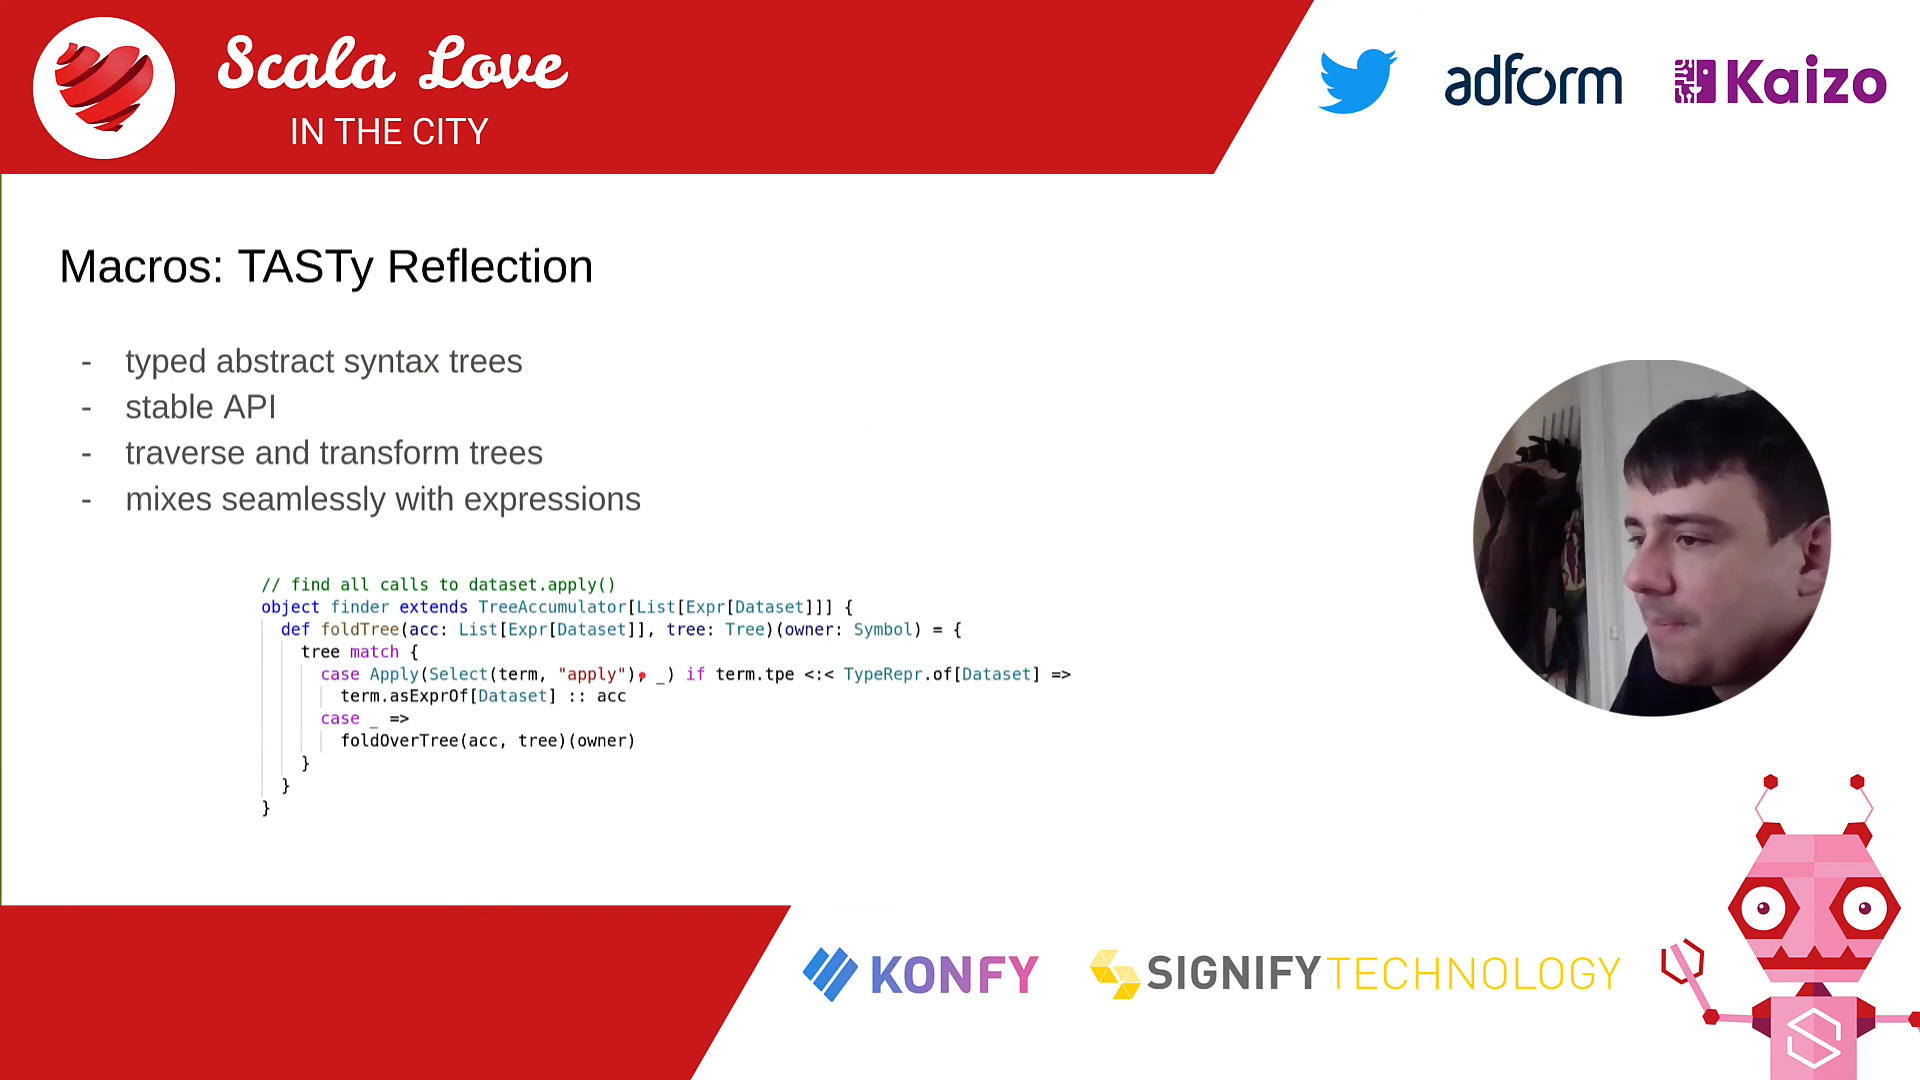 Scala Love
IN THE CITY
adform
Kaizo
Macros: TASTy Reflection
- typed abstract syntax trees
- stable API
- traverse and transform trees
- mixes seamlessly with expressions
// find all calls to dataset.apply()
object finder extends TreeAccumulator[List[Expr[Dataset]]] {
def foldTree(acc: List[Expr[Dataset]], tree: Tree)(owner: Symbol) = {
tree match {
case Apply(Select(term, "apply"), _) if term.tpe <:< TypeRepr.of[Dataset] =>
term.asExprOf[Dataset] :: acc
case _ =>
foldOverTree(acc, tree)(owner)
}
}
}
KONFY
SIGNIFYTECHNOLOGY